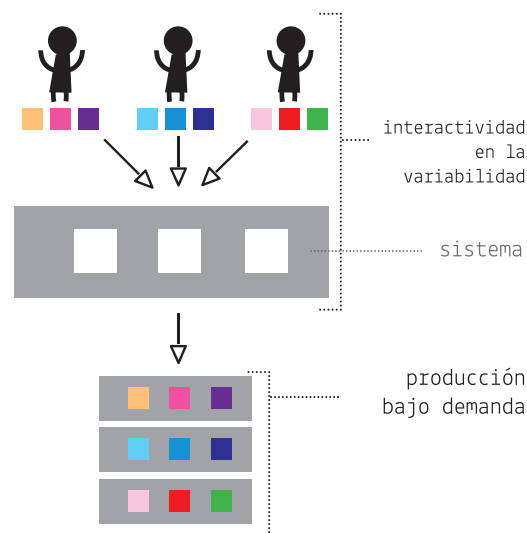 interactividad
en la
variabilidad
sistema
producción
bajo demanda